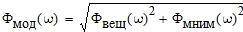 Φмод(ω) = √(Φвещ(ω)² + Φмним(ω)²)